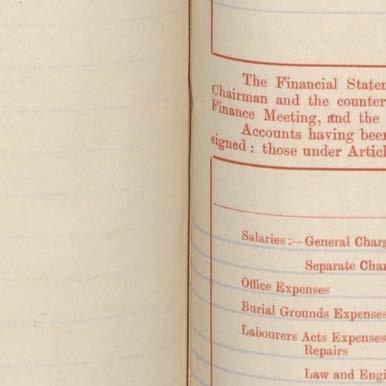 The Financial Statem
Chairman and the counter
Finance Meeting, and the
Accounts having been
signed: those under Artic
Salaries:—General Charg
Separate Char
Office Expenses
Burial Grounds Expenses
Labourers Acts Expenses
Repairs
Law and Engi